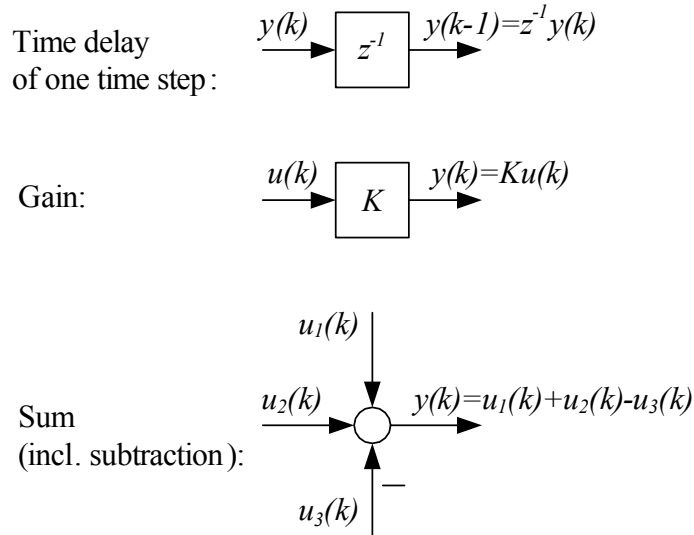 Time delay
of one time step:
y(k)
z⁻¹
y(k-1)=z⁻¹y(k)
Gain:
u(k)
K
y(k)=Ku(k)
Sum
(incl. subtraction):
u₁(k)
u₂(k)
y(k)=u₁(k)+u₂(k)-u₃(k)
−
u₃(k)